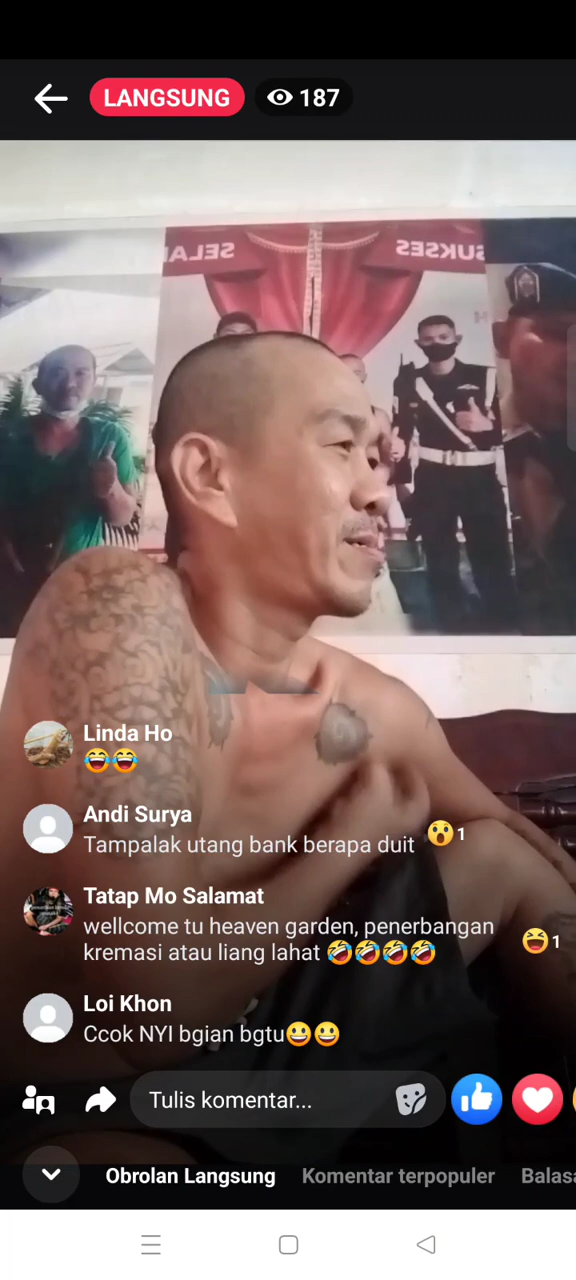 LANGSUNG 187
SELA
SUKSES
Linda Ho
😂😂
Andi Surya
Tampalak utang bank berapa duit
😮1
Tatap Mo Salamat
wellcome tu heaven garden, penerbangan
kremasi atau liang lahat 🤣🤣🤣🤣
😆1
Loi Khon
Ccok NYI bgian bgtu😀😀
Tulis komentar...
Obrolan Langsung Komentar terpopuler Balasa